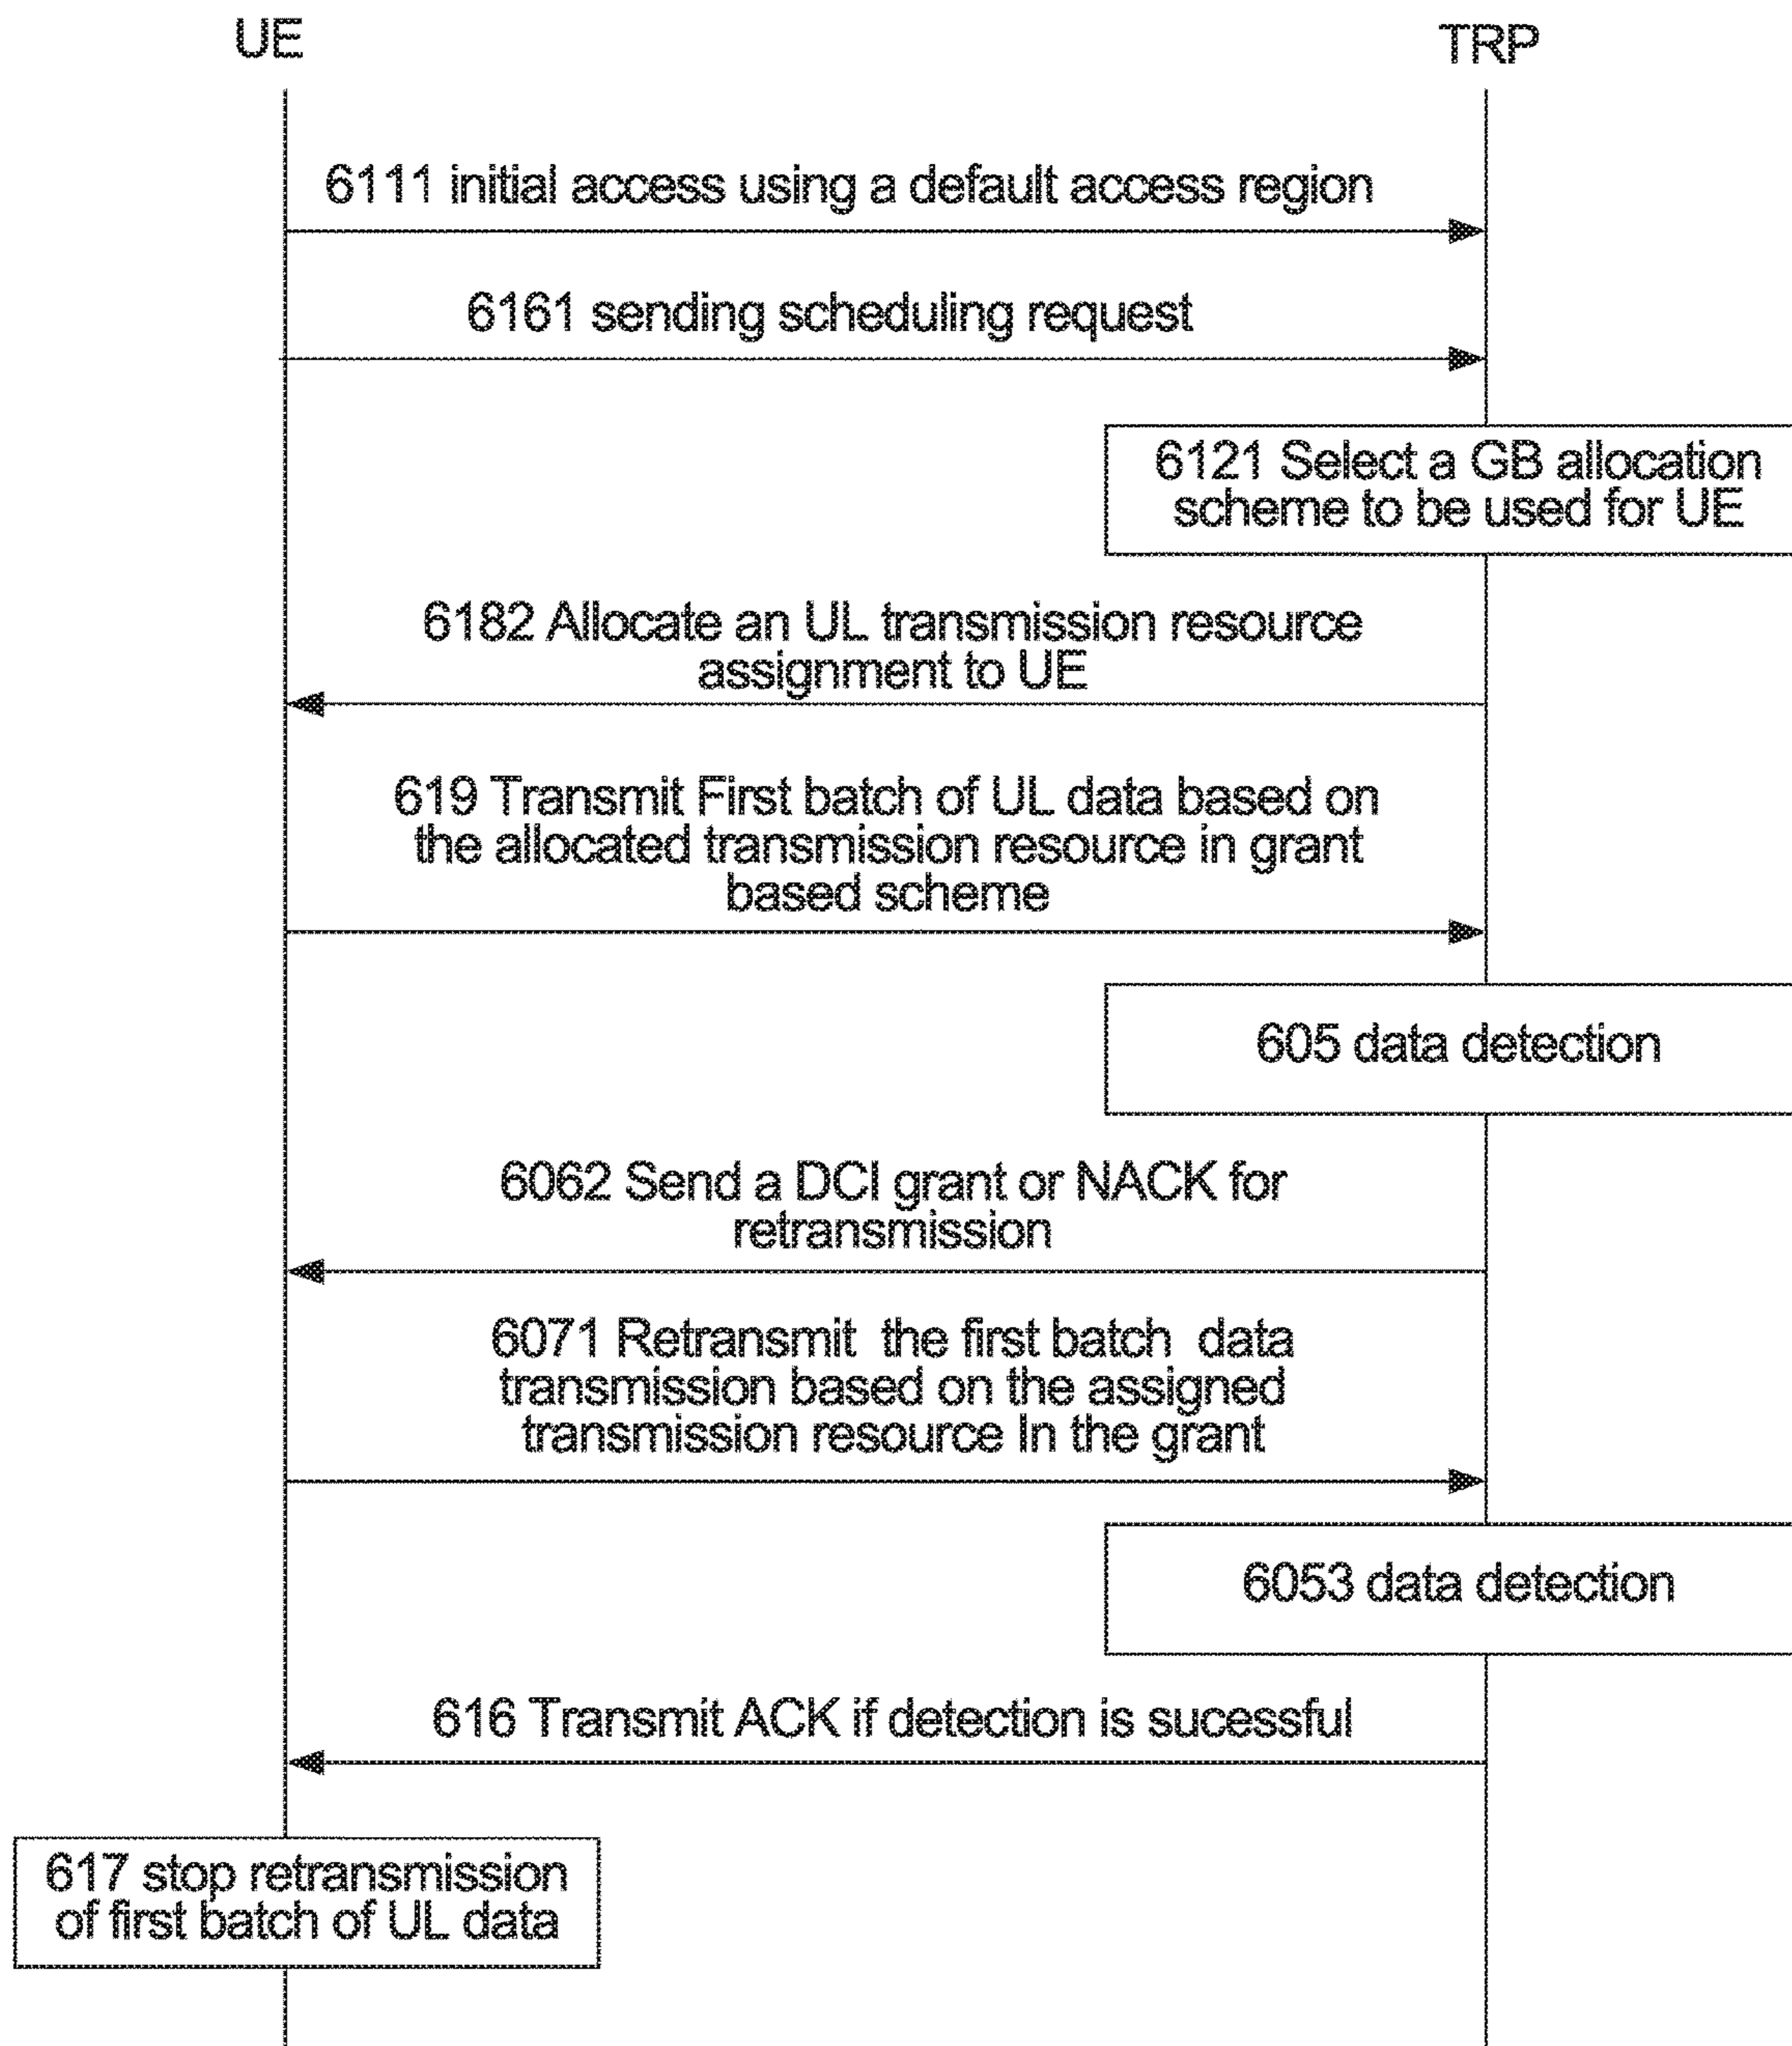 UE
TRP
6111 initial access using a default access region
6161 sending scheduling request
6121 Select a GB allocation
scheme to be used for UE
6182 Allocate an UL transmission resource
assignment to UE
619 Transmit First batch of UL data based on
the allocated transmission resource in grant
based scheme
605 data detection
6062 Send a DCI grant or NACK for
retransmission
6071 Retransmit the first batch data
transmission based on the assigned
transmission resource In the grant
6053 data detection
616 Transmit ACK if detection is sucessful
617 stop retransmission
of first batch of UL data